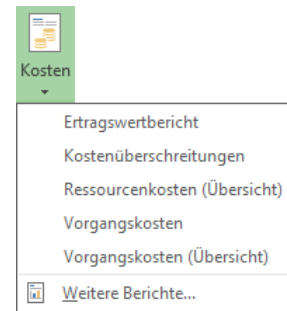 Kosten
Ertragswertbericht
Kostenüberschreitungen
Ressourcenkosten (Übersicht)
Vorgangskosten
Vorgangskosten (Übersicht)
Weitere Berichte...